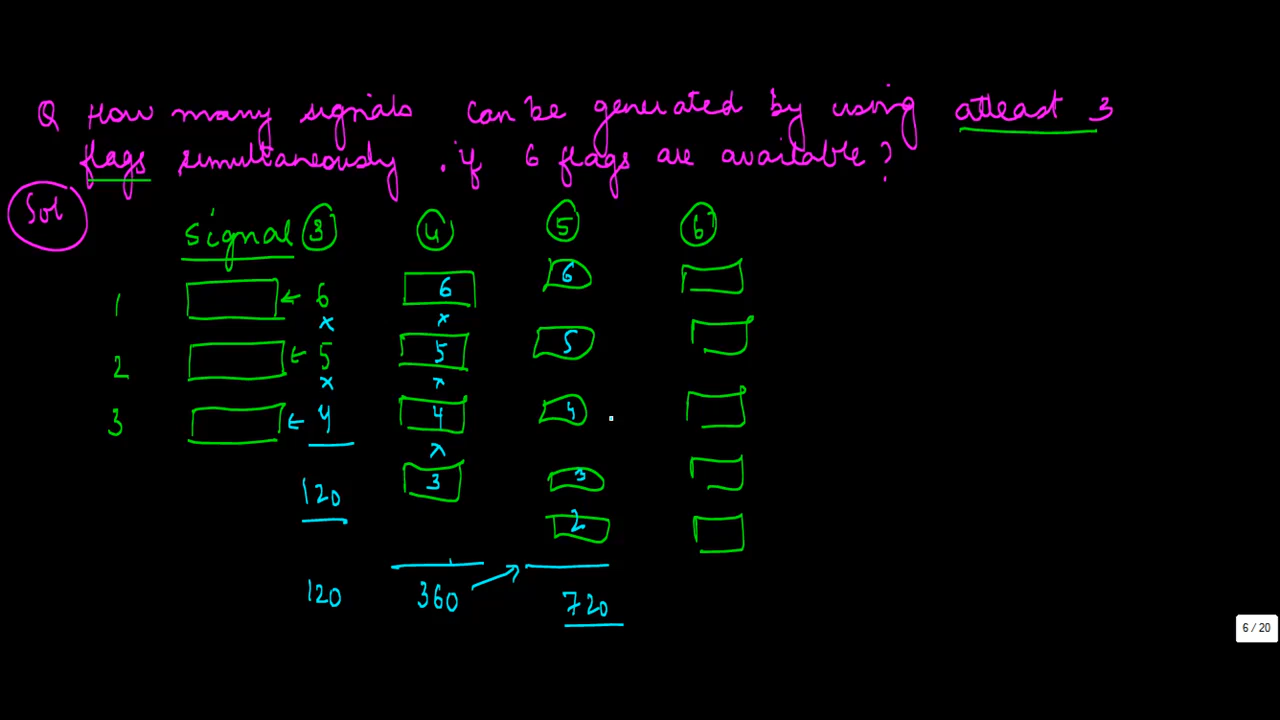 Q How many signals can be generated by using atleast 3
flags simultaneously . if 6 flags are available?
Sol
Signal 3 4 5 6
1 ← 6 6 6
x x
2 ← 5 5 5
x x
3 ← 4 4 4
x
120 3 3
2
120 360 720
6 / 20